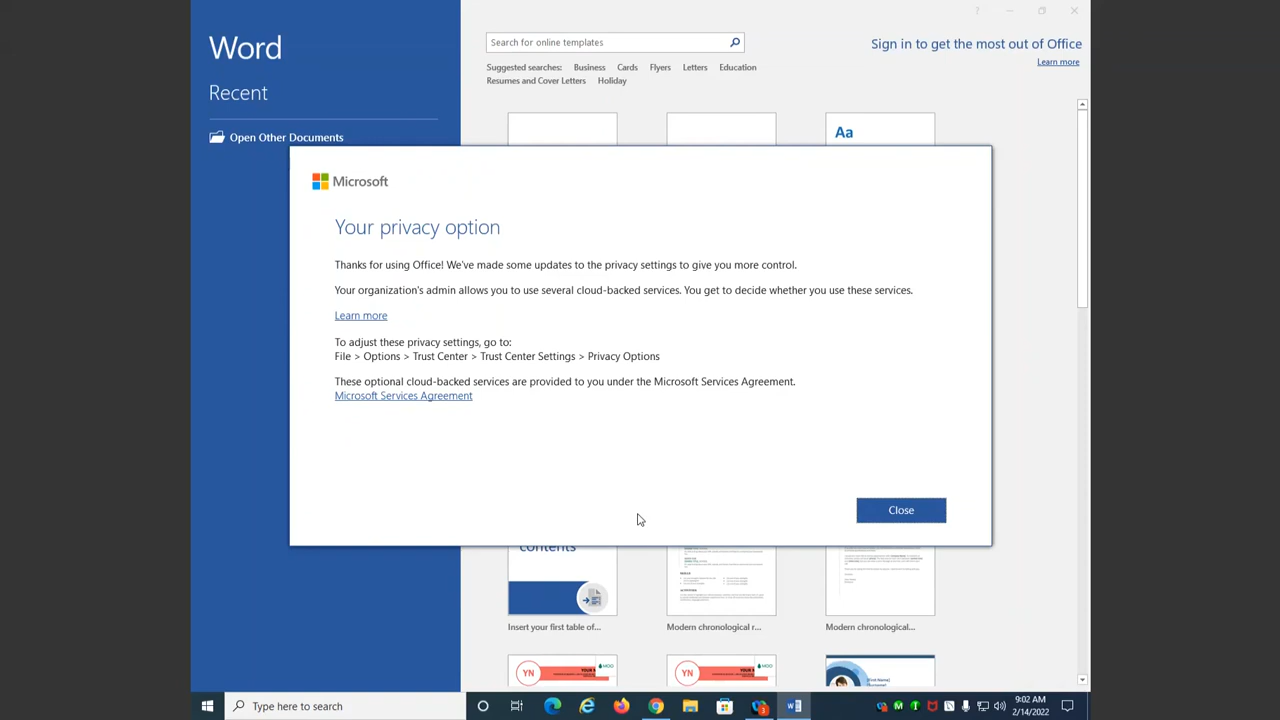 Word
Recent
Open Other Documents
Search for online templates
Suggested searches: Business Cards Flyers Letters Education
Resumes and Cover Letters Holiday
?
Sign in to get the most out of Office
Learn more
Aa
Microsoft
Your privacy option
Thanks for using Office! We've made some updates to the privacy settings to give you more control.
Your organization's admin allows you to use several cloud-backed services. You get to decide whether you use these services.
Learn more
To adjust these privacy settings, go to:
File > Options > Trust Center > Trust Center Settings > Privacy Options
These optional cloud-backed services are provided to you under the Microsoft Services Agreement.
Microsoft Services Agreement
Close
contents
Insert your first table of...
Modern chronological r...
Modern chronological...
YN
YOUR N
MOO
YN
YOUR N
MOO
[First Name]
Type here to search
3
9:02 AM
2/14/2022